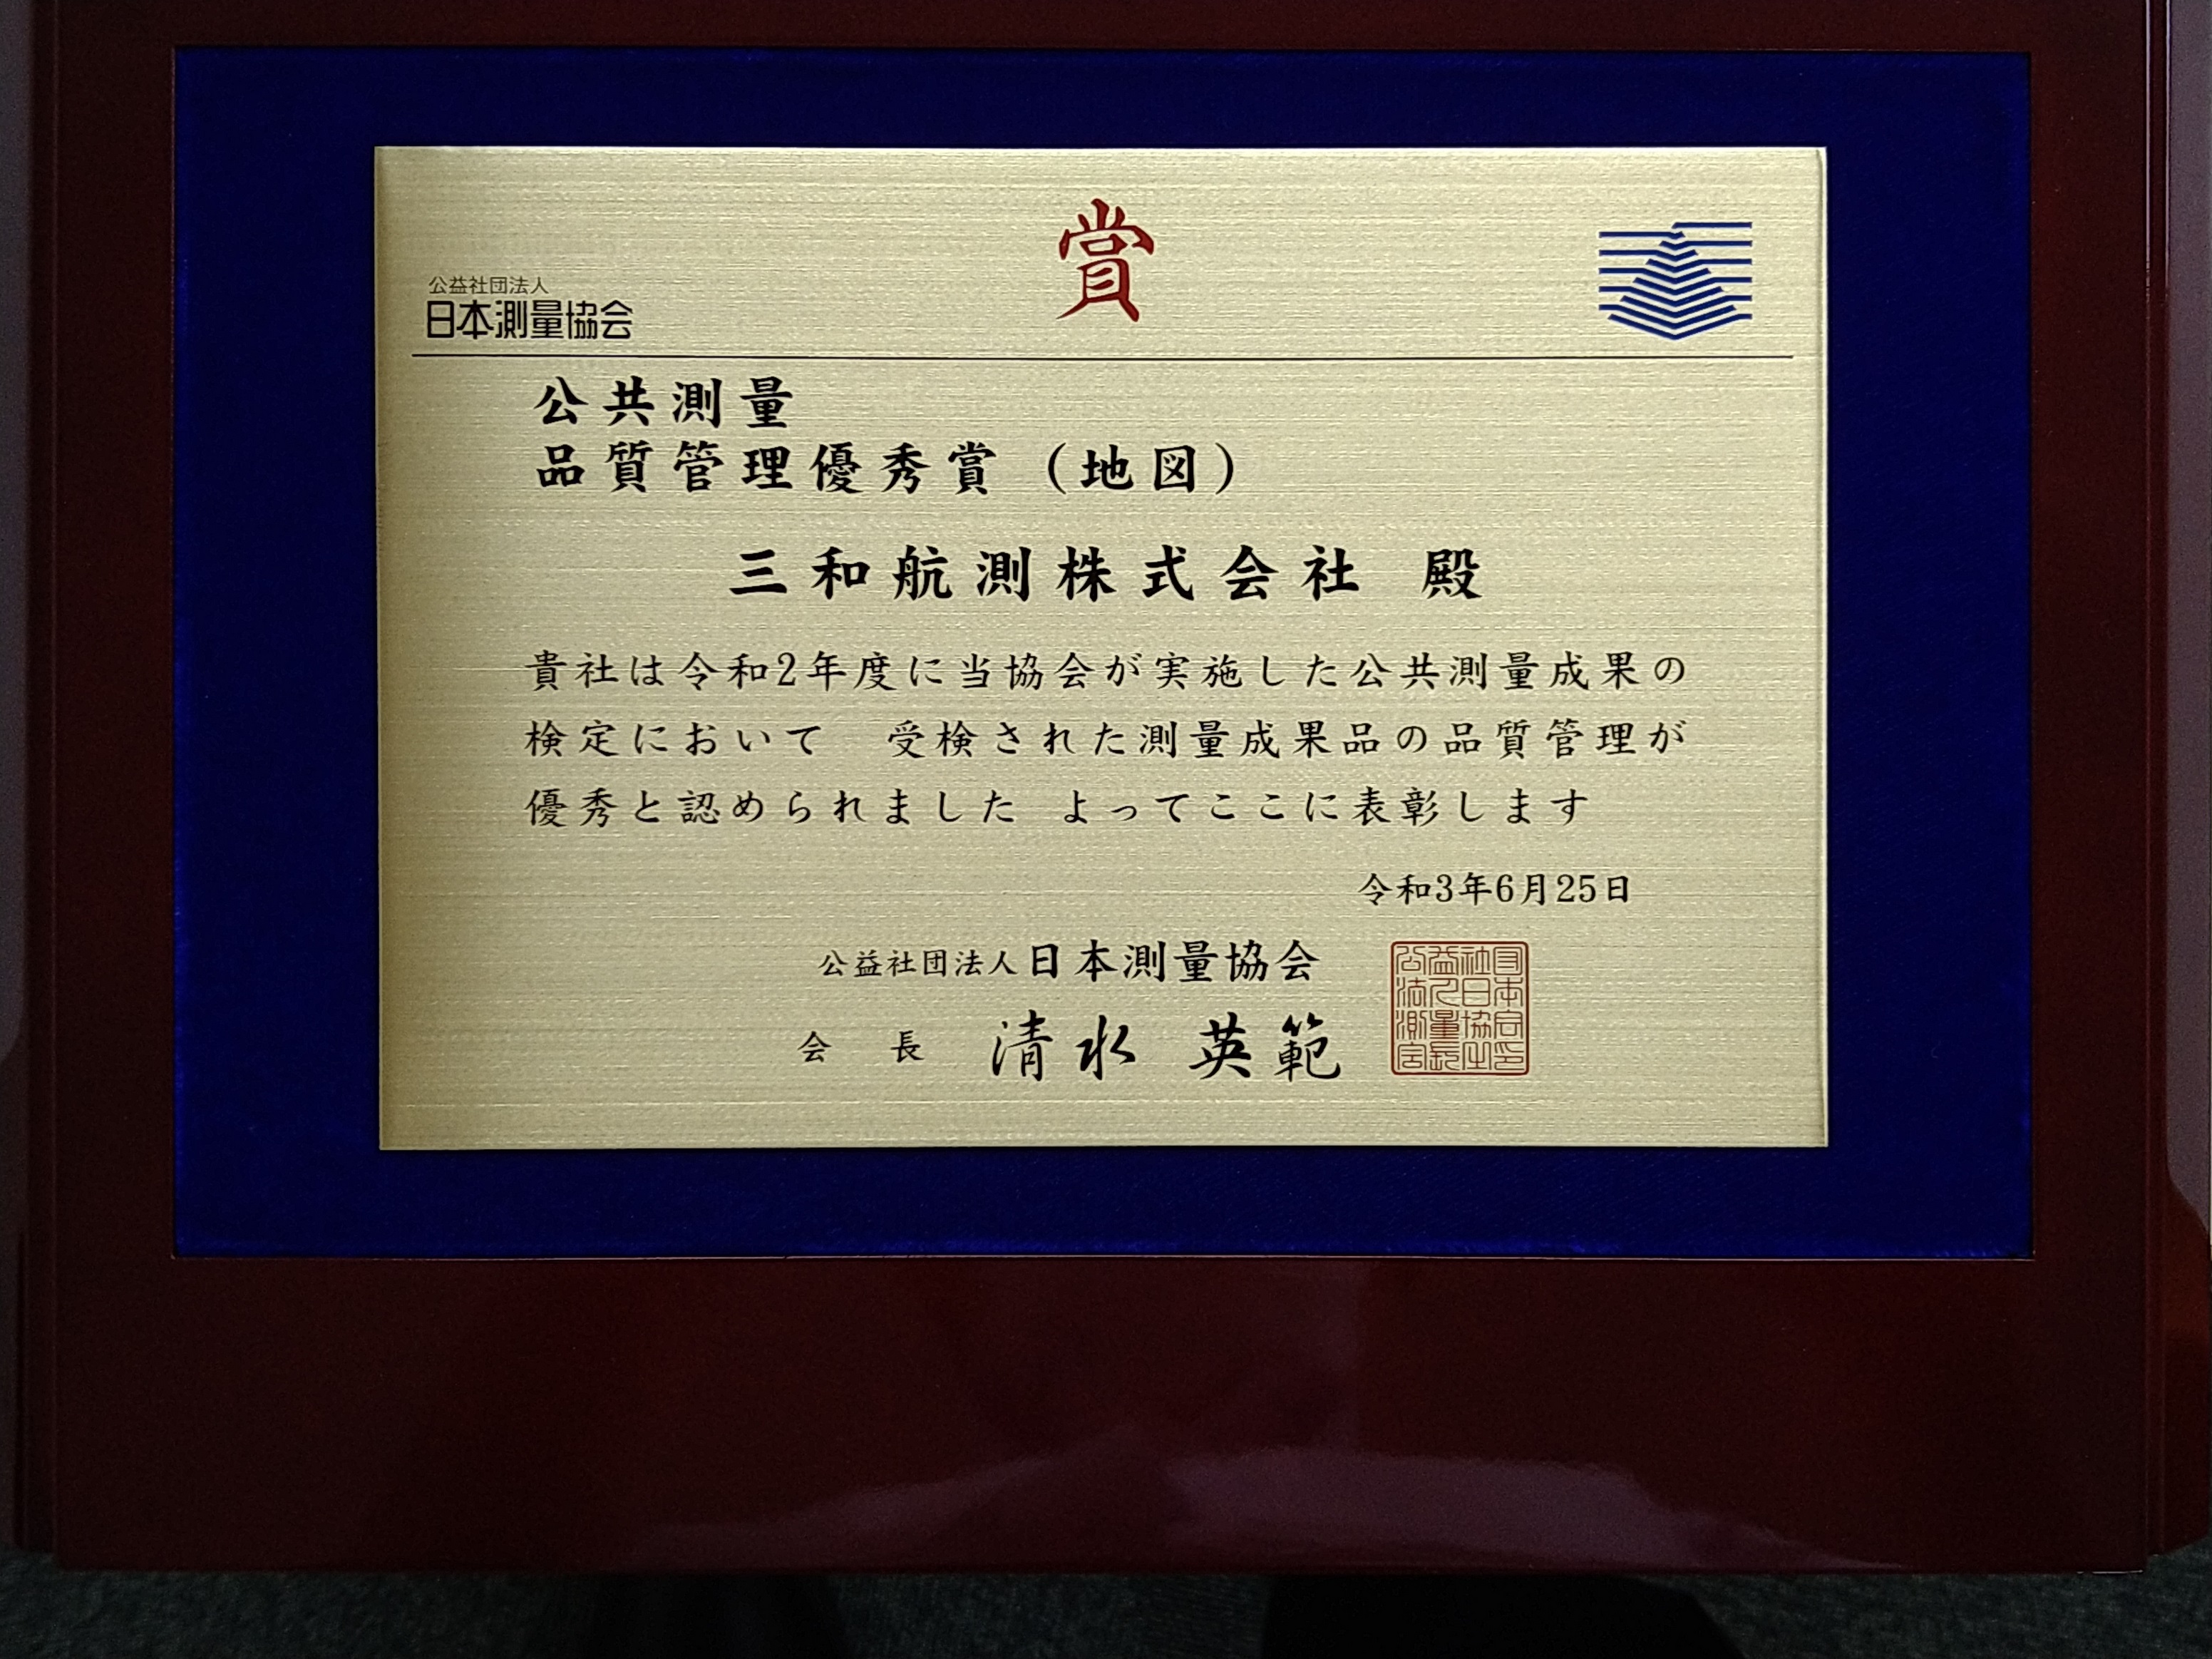 賞
公益社団法人
日本測量協会
公共測量
品質管理優秀賞（地図）
三和航測株式会社 殿
貴社は令和2年度に当協会が実施した公共測量成果の
検定において　受検された測量成果品の品質管理が
優秀と認められました よってここに表彰します
令和3年6月25日
公益社団法人日本測量協会
会 長 清水 英範